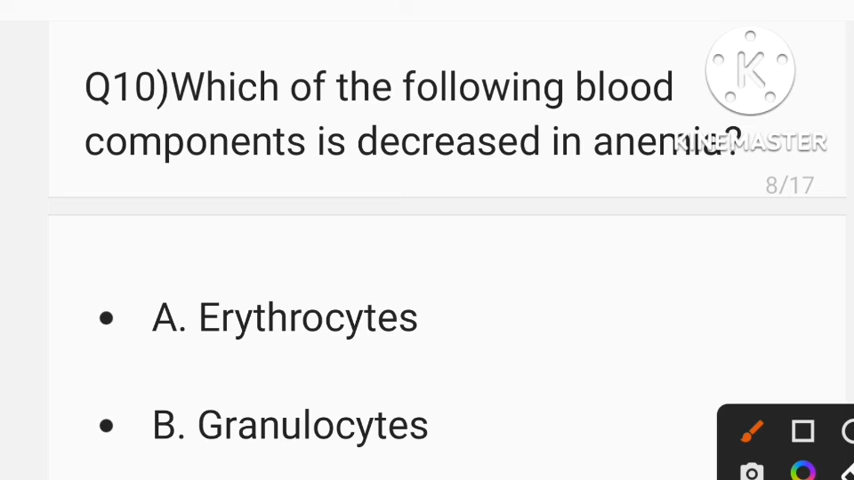 Q10)Which of the following blood
components is decreased in anemia?
K
KINEMASTER
8/17
• A. Erythrocytes
• B. Granulocytes